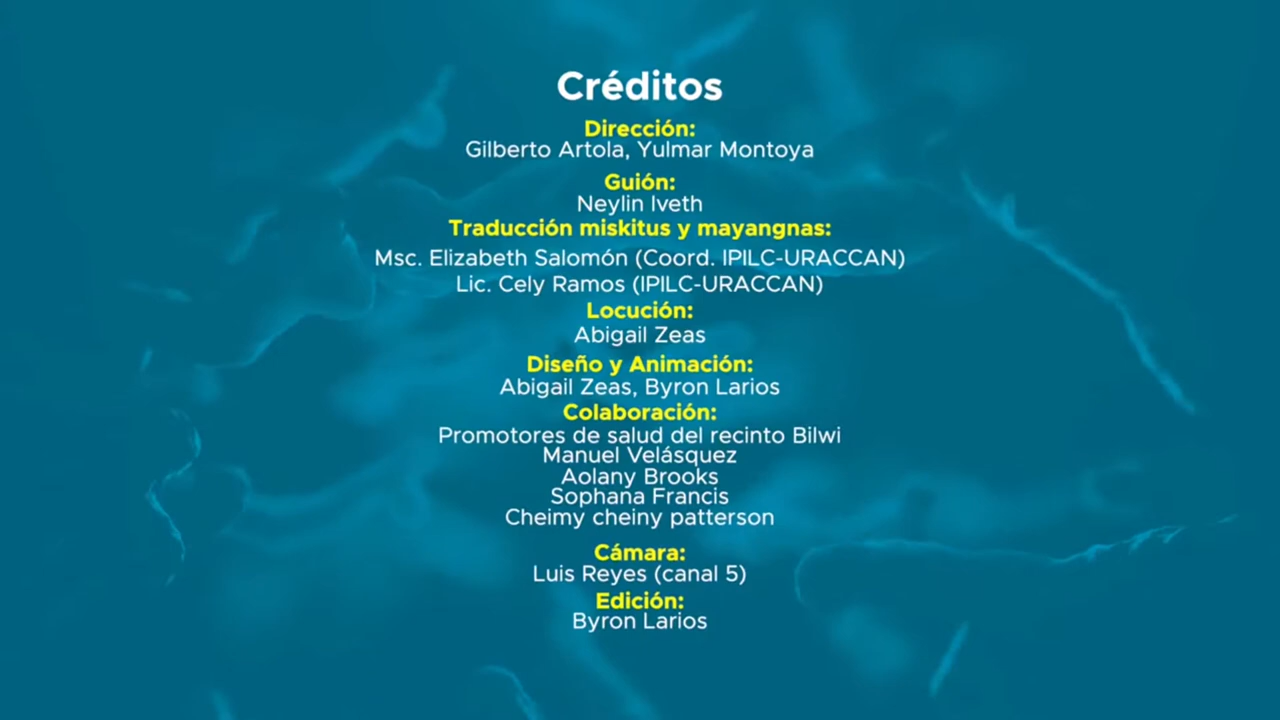 Créditos
Dirección:
Gilberto Artola, Yulmar Montoya
Guión:
Neylin Iveth
Traducción miskitus y mayangnas:
Msc. Elizabeth Salomón (Coord. IPILC-URACCAN)
Lic. Cely Ramos (IPILC-URACCAN)
Locución:
Abigail Zeas
Diseño y Animación:
Abigail Zeas, Byron Larios
Colaboración:
Promotores de salud del recinto Bilwi
Manuel Velásquez
Aolany Brooks
Sophana Francis
Cheimy cheiny patterson
Cámara:
Luis Reyes (canal 5)
Edición:
Byron Larios